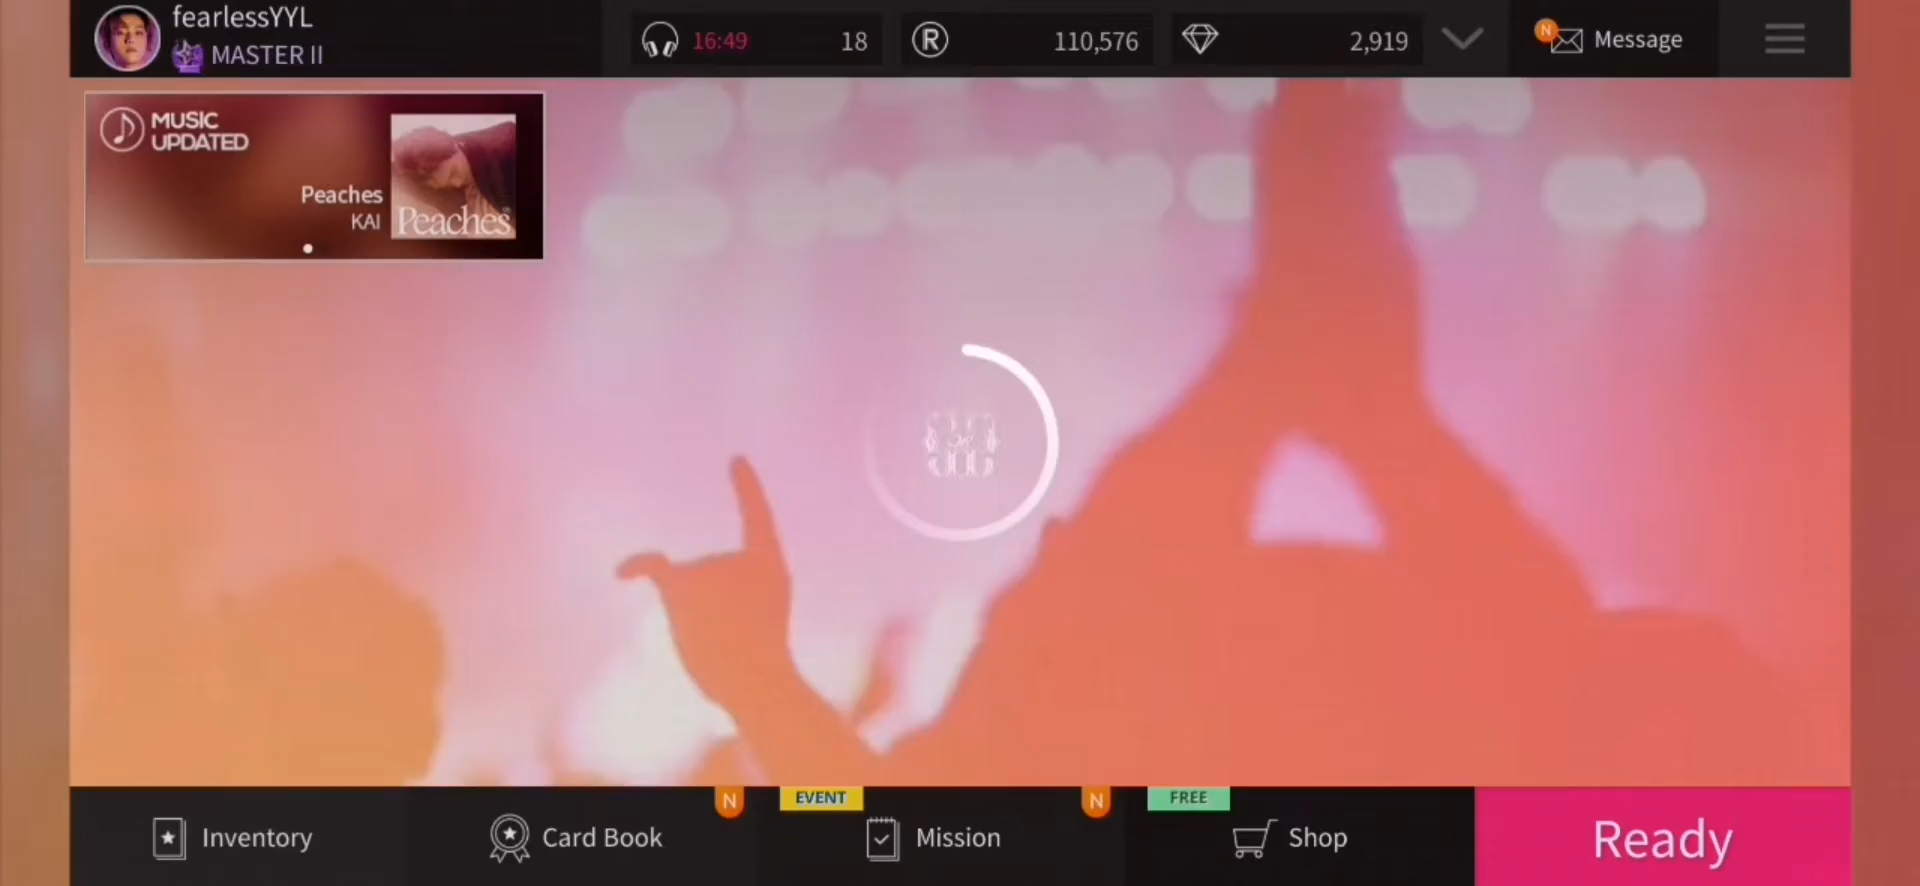 fearlessYYL
MASTER II
16:49
18
R
110,576
2,919
N
Message
MUSIC
UPDATED
Peaches
KAI
Peaches
Inventory
N
Card Book
EVENT
N
Mission
FREE
Shop
Ready